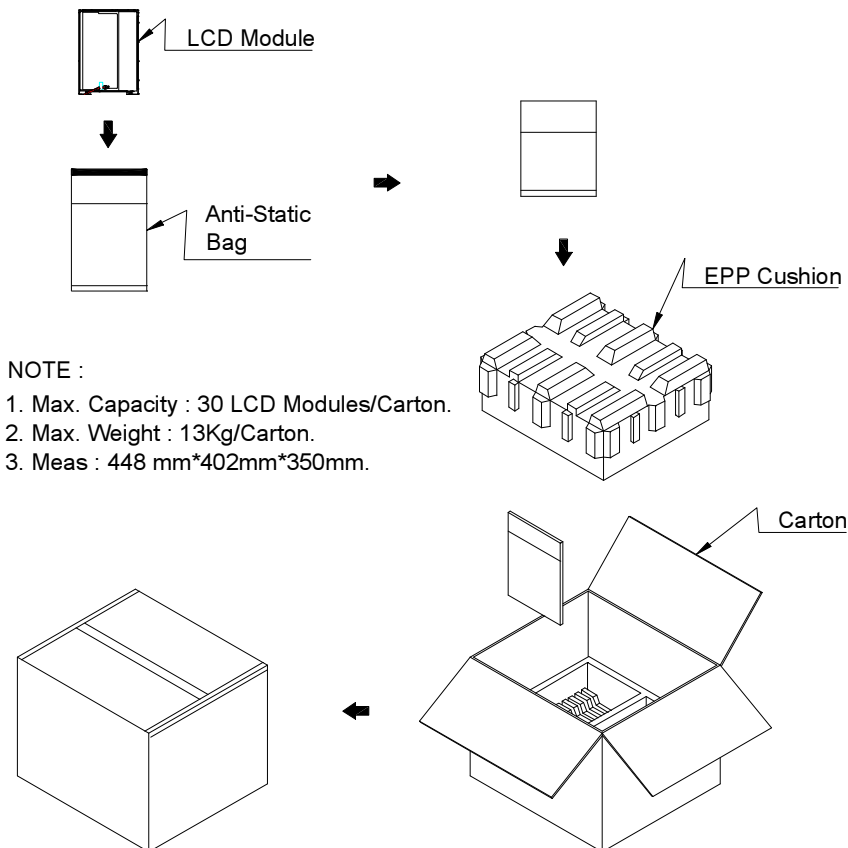 LCD Module
Anti-Static
Bag
EPP Cushion
NOTE :
1. Max. Capacity : 30 LCD Modules/Carton.
2. Max. Weight : 13Kg/Carton.
3. Meas : 448 mm*402mm*350mm.
Carton